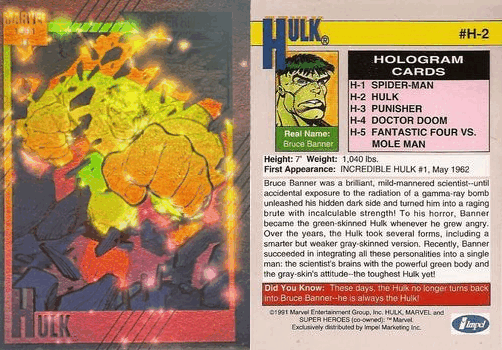 MARVEL
HULK
HULK®
#H-2
HOLOGRAM
CARDS
H-1 SPIDER-MAN
H-2 HULK
H-3 PUNISHER
H-4 DOCTOR DOOM
H-5 FANTASTIC FOUR VS.
MOLE MAN
Real Name:
Bruce Banner
Height: 7' Weight: 1,040 lbs.
First Appearance: INCREDIBLE HULK #1, May 1962
Bruce Banner was a brilliant, mild-mannered scientist--until
accidental exposure to the radiation of a gamma-ray bomb
unleashed his hidden dark side and turned him into a raging
brute with incalculable strength! To his horror, Banner
became the green-skinned Hulk whenever he grew angry.
Over the years, the Hulk took several forms, including a
smarter but weaker gray-skinned version. Recently, Banner
succeeded in integrating all these personalities into a single
man: the scientist's brains with the powerful green body and
the gray-skin's attitude--the toughest Hulk yet!
Did You Know: These days, the Hulk no longer turns back
into Bruce Banner--he is always the Hulk!
©1991 Marvel Entertainment Group, Inc. HULK, MARVEL and
SUPER HEROES (co-owned): ™ Marvel.
Exclusively distributed by Impel Marketing Inc.
Impel